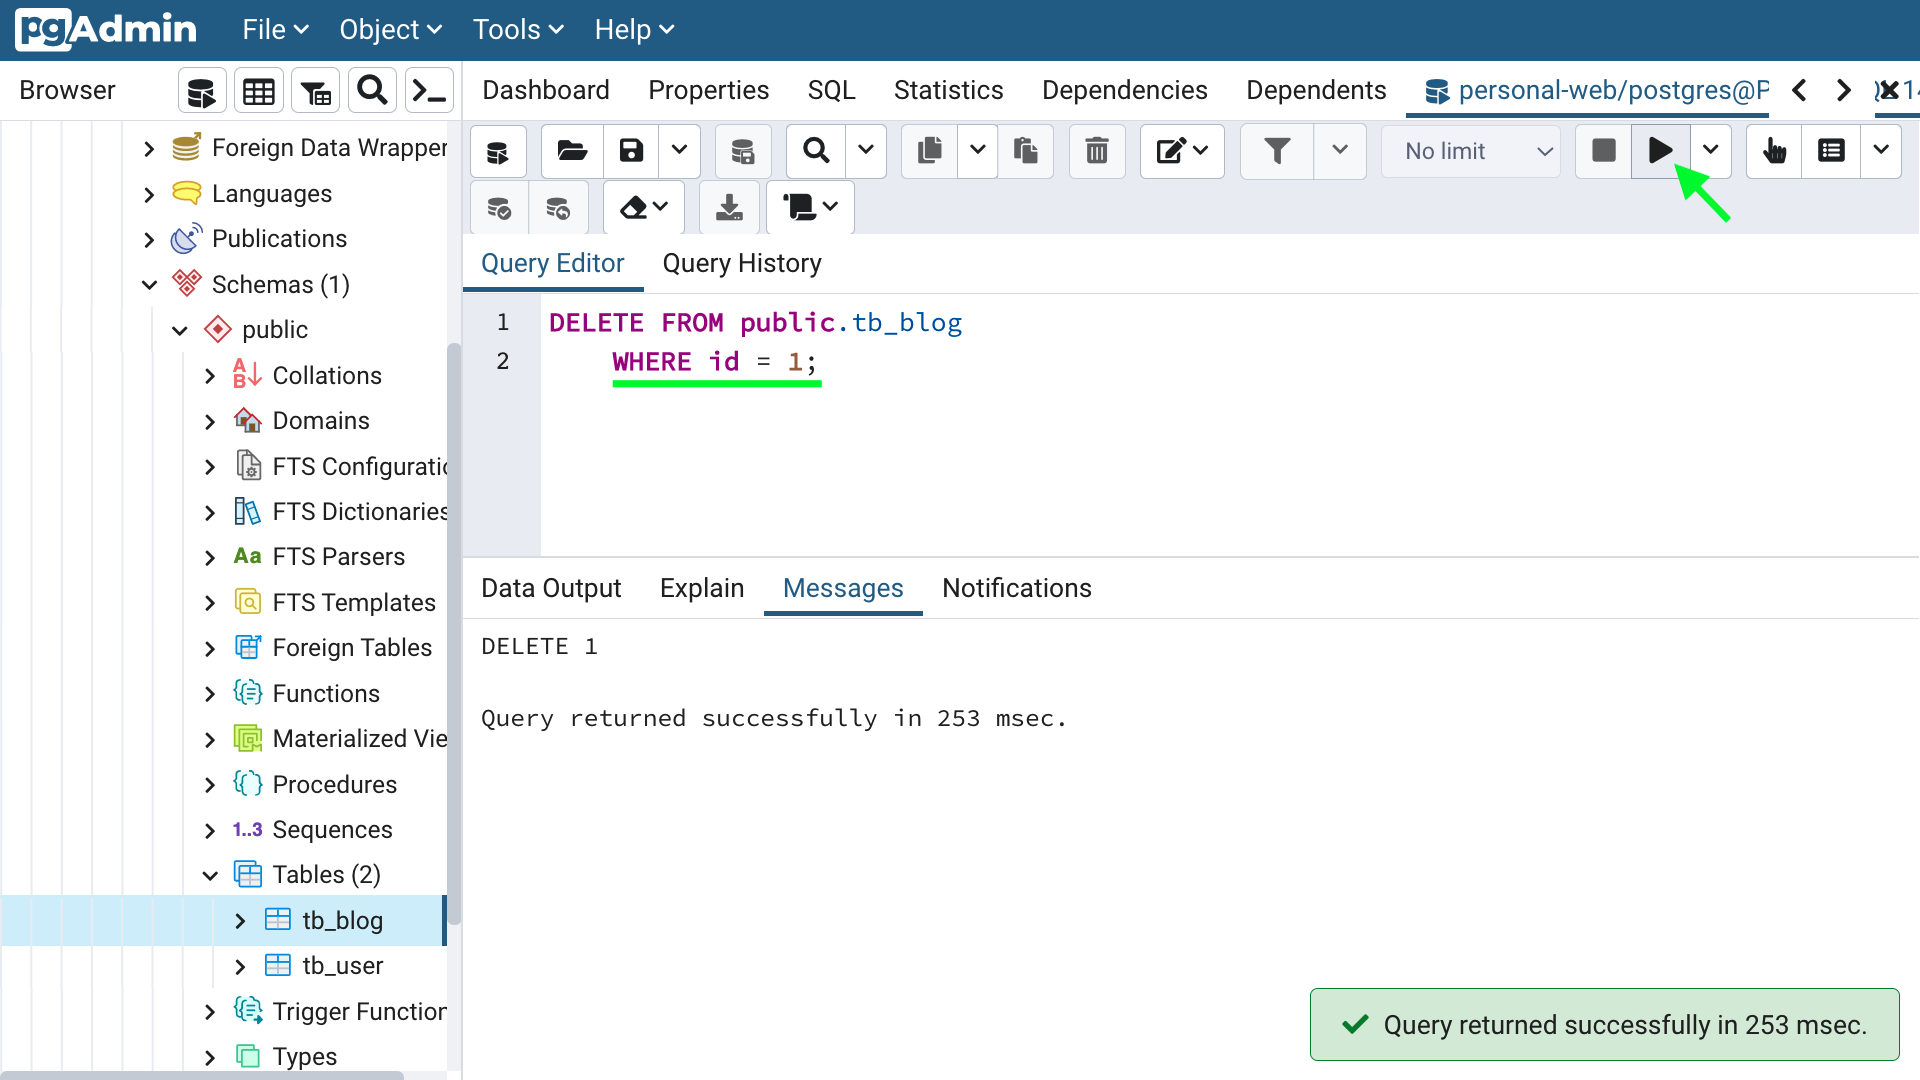 pgAdmin File Object Tools Help
Browser
Dashboard Properties SQL Statistics Dependencies Dependents personal-web/postgres@P 14
No limit
Foreign Data Wrapper
Languages
Publications
Schemas (1)
public
Collations
Domains
FTS Configuratio
FTS Dictionaries
Aa FTS Parsers
FTS Templates
Foreign Tables
Functions
Materialized Vie
Procedures
1..3 Sequences
Tables (2)
tb_blog
tb_user
Trigger Function
Types
Query Editor Query History
1 DELETE FROM public.tb_blog
2 WHERE id = 1;
Data Output Explain Messages Notifications
DELETE 1
Query returned successfully in 253 msec.
Query returned successfully in 253 msec.